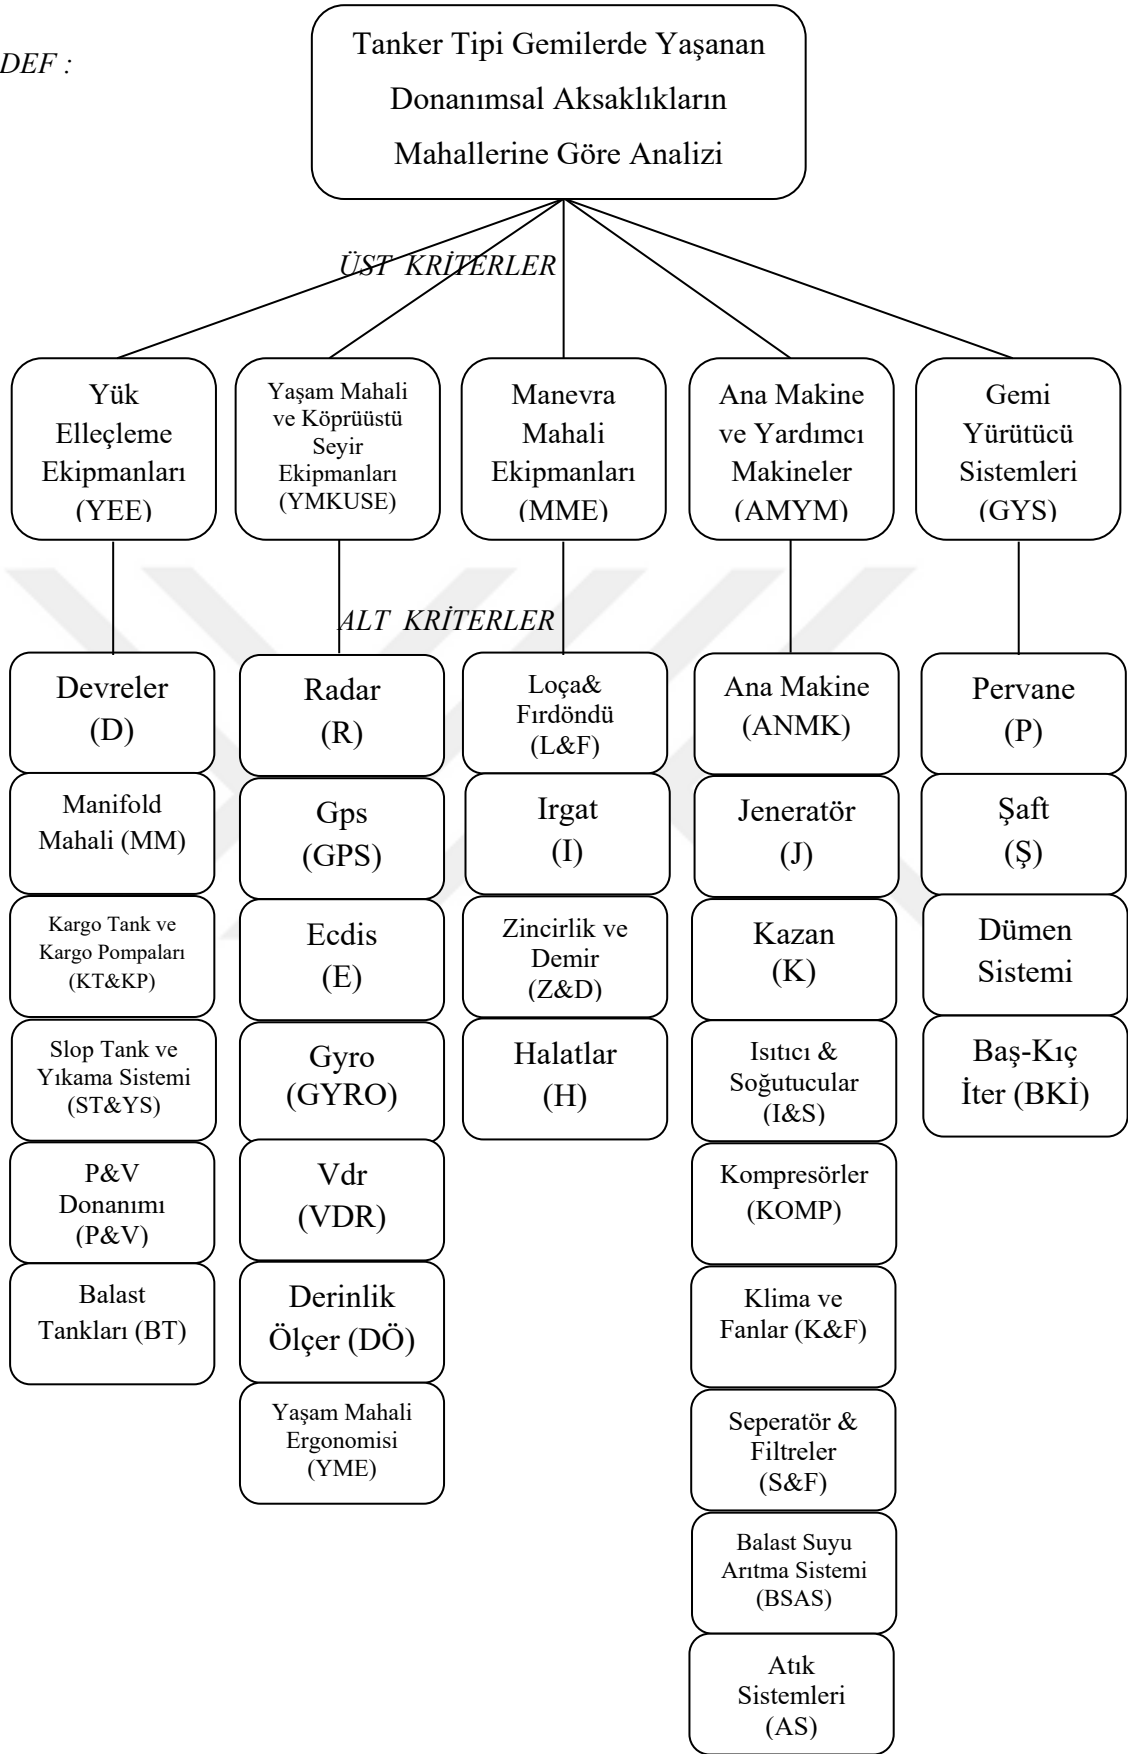 DEF :
Tanker Tipi Gemilerde Yaşanan
Donanımsal Aksaklıkların
Mahallerine Göre Analizi
ÜST KRİTERLER
Yük
Elleçleme
Ekipmanları
(YEE)
Yaşam Mahali
ve Köprüüstü
Seyir
Ekipmanları
(YMKUSE)
Manevra
Mahali
Ekipmanları
(MME)
Ana Makine
ve Yardımcı
Makineler
(AMYM)
Gemi
Yürütücü
Sistemleri
(GYS)
ALT KRİTERLER
Devreler
(D)
Manifold
Mahali (MM)
Kargo Tank ve
Kargo Pompaları
(KT&KP)
Slop Tank ve
Yıkama Sistemi
(ST&YS)
P&V
Donanımı
(P&V)
Balast
Tankları (BT)
Radar
(R)
Gps
(GPS)
Ecdis
(E)
Gyro
(GYRO)
Vdr
(VDR)
Derinlik
Ölçer (DÖ)
Yaşam Mahali
Ergonomisi
(YME)
Loça&
Fırdöndü
(L&F)
Irgat
(I)
Zincirlik ve
Demir
(Z&D)
Halatlar
(H)
Ana Makine
(ANMK)
Jeneratör
(J)
Kazan
(K)
Isıtıcı &
Soğutucular
(I&S)
Kompresörler
(KOMP)
Klima ve
Fanlar (K&F)
Seperatör &
Filtreler
(S&F)
Balast Suyu
Arıtma Sistemi
(BSAS)
Atık
Sistemleri
(AS)
Pervane
(P)
Şaft
(Ş)
Dümen
Sistemi
Baş-Kıç
İter (BKİ)